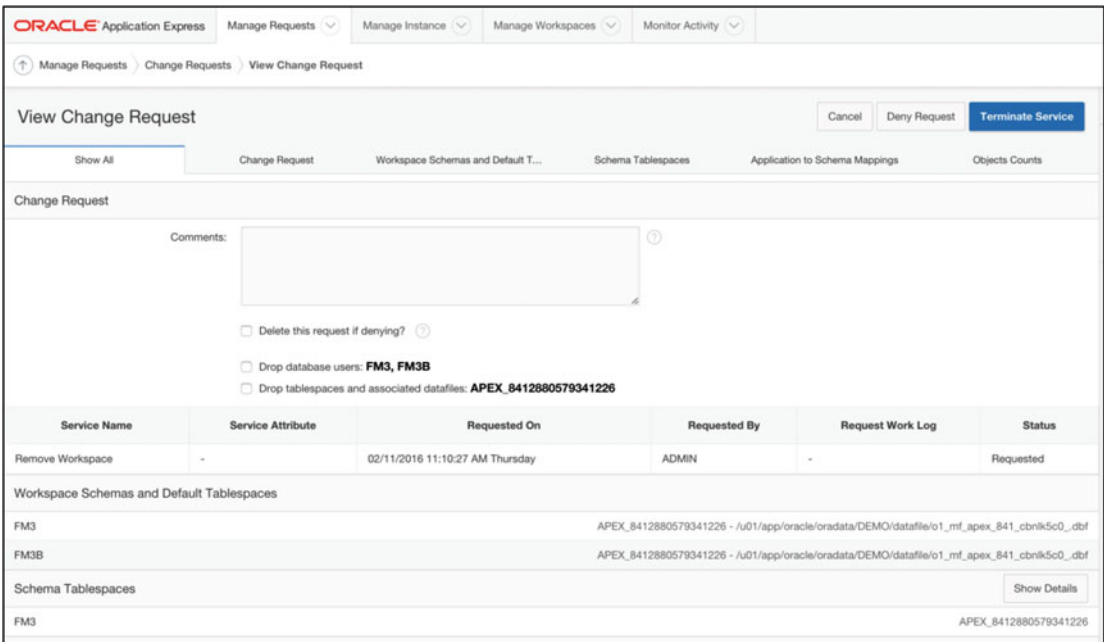 ORACLE Application Express Manage Requests Manage Instance Manage Workspaces Monitor Activity
Manage Requests Change Requests View Change Request
View Change Request Cancel Deny Request Terminate Service
Show All Change Request Workspace Schemas and Default T... Schema Tablespaces Application to Schema Mappings Objects Counts
Change Request
Comments: ?
Delete this request if denying? ?
Drop database users: FM3, FM3B
Drop tablespaces and associated datafiles: APEX_8412880579341226
Service Name Service Attribute Requested On Requested By Request Work Log Status
Remove Workspace - 02/11/2016 11:10:27 AM Thursday ADMIN - Requested
Workspace Schemas and Default Tablespaces
FM3 APEX_8412880579341226 - /u01/app/oracle/oradata/DEMO/datafile/o1_mf_apex_841_cbnlk5c0_.dbf
FM3B APEX_8412880579341226 - /u01/app/oracle/oradata/DEMO/datafile/o1_mf_apex_841_cbnlk5c0_.dbf
Schema Tablespaces Show Details
FM3 APEX_8412880579341226